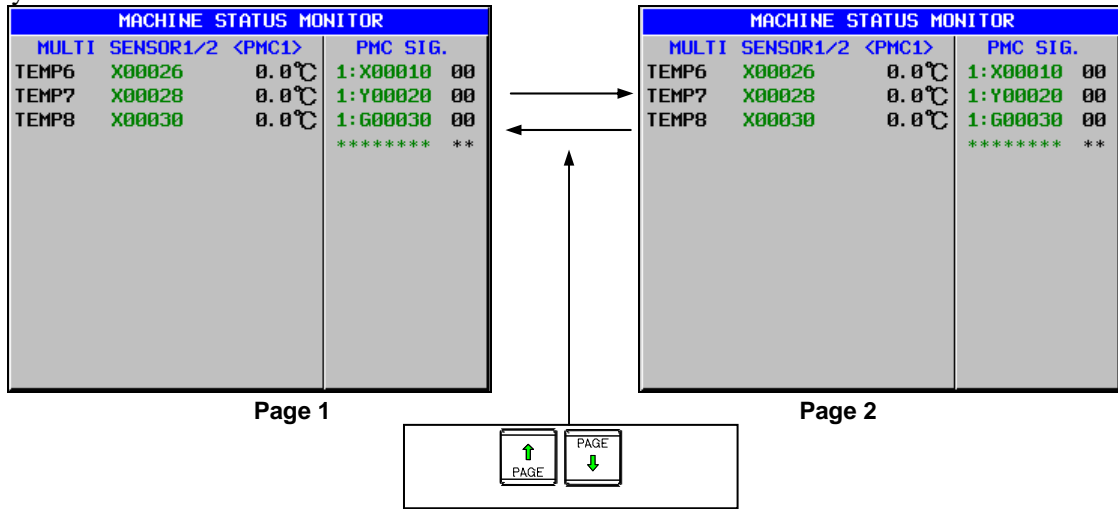 MACHINE STATUS MONITOR
MULTI SENSOR1/2 <PMC1> PMC SIG.
TEMP6 X00026 0.0℃ 1:X00010 00
TEMP7 X00028 0.0℃ 1:Y00020 00
TEMP8 X00030 0.0℃ 1:G00030 00
******** **
Page 1
MACHINE STATUS MONITOR
MULTI SENSOR1/2 <PMC1> PMC SIG.
TEMP6 X00026 0.0℃ 1:X00010 00
TEMP7 X00028 0.0℃ 1:Y00020 00
TEMP8 X00030 0.0℃ 1:G00030 00
******** **
Page 2
PAGE
PAGE